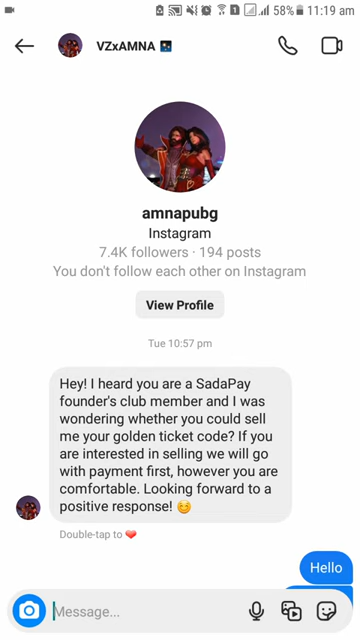 58% 11:19 am
VZxAMNA
amnapubg
Instagram
7.4K followers · 194 posts
You don't follow each other on Instagram
View Profile
Tue 10:57 pm
Hey! I heard you are a SadaPay
founder's club member and I was
wondering whether you could sell
me your golden ticket code? If you
are interested in selling we will go
with payment first, however you are
comfortable. Looking forward to a
positive response! 😊
Double-tap to ❤️
Hello
Message...